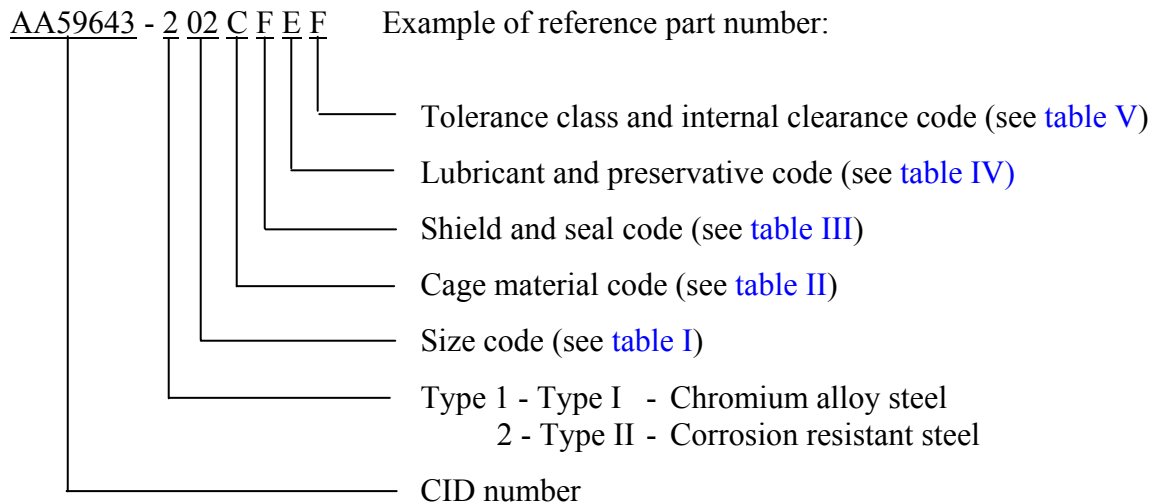 AA59643 - 2 02 C F E F Example of reference part number:
Tolerance class and internal clearance code (see table V)
Lubricant and preservative code (see table IV)
Shield and seal code (see table III)
Cage material code (see table II)
Size code (see table I)
Type 1 - Type I - Chromium alloy steel
2 - Type II - Corrosion resistant steel
CID number